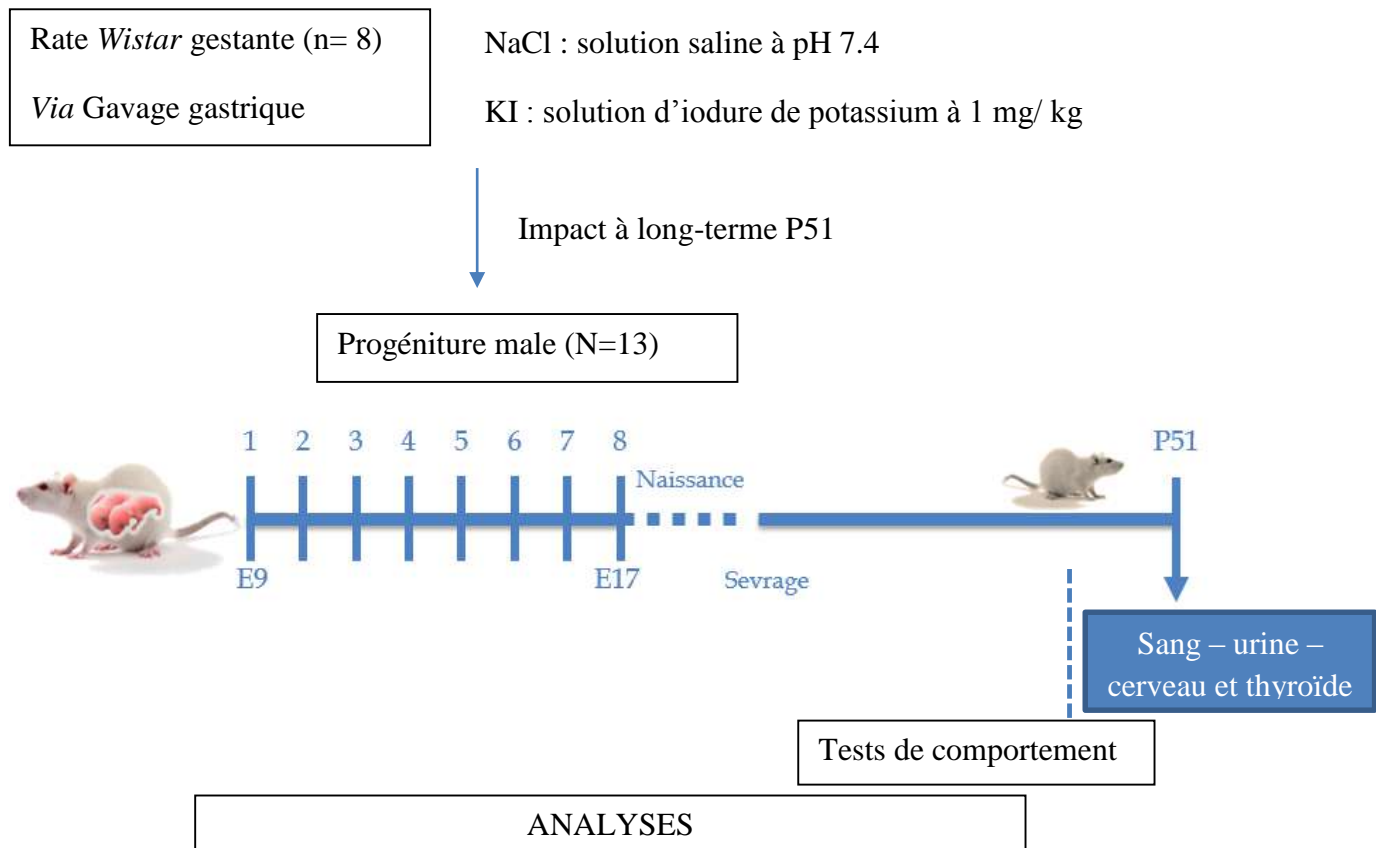 Rate Wistar gestante (n= 8)
Via Gavage gastrique
NaCl : solution saline à pH 7.4
KI : solution d’iodure de potassium à 1 mg/ kg
Impact à long-terme P51
Progéniture male (N=13)
1 2 3 4 5 6 7 8
P51
Naissance
E9
E17
Sevrage
Sang – urine –
cerveau et thyroïde
Tests de comportement
ANALYSES